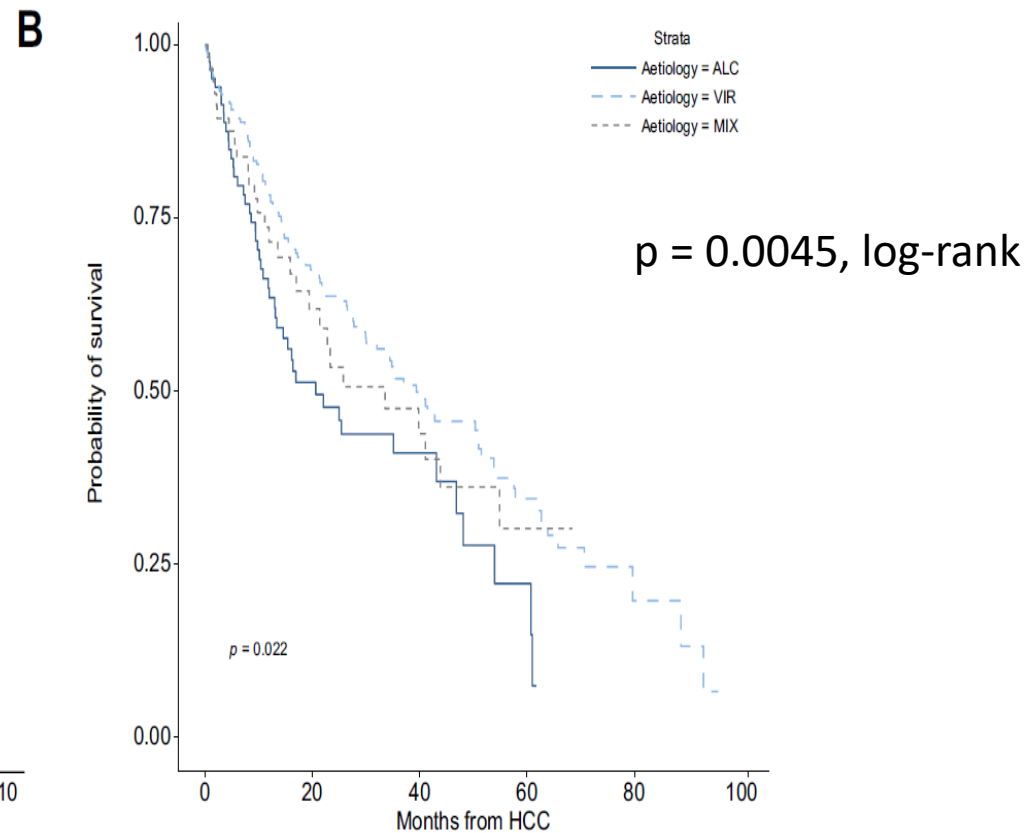 B
Strata
Aetiology = ALC
Aetiology = VIR
Aetiology = MIX
p = 0.0045, log-rank
Probability of survival
1.00
0.75
0.50
0.25
0.00
p = 0.022
10
0 20 40 60 80 100
Months from HCC